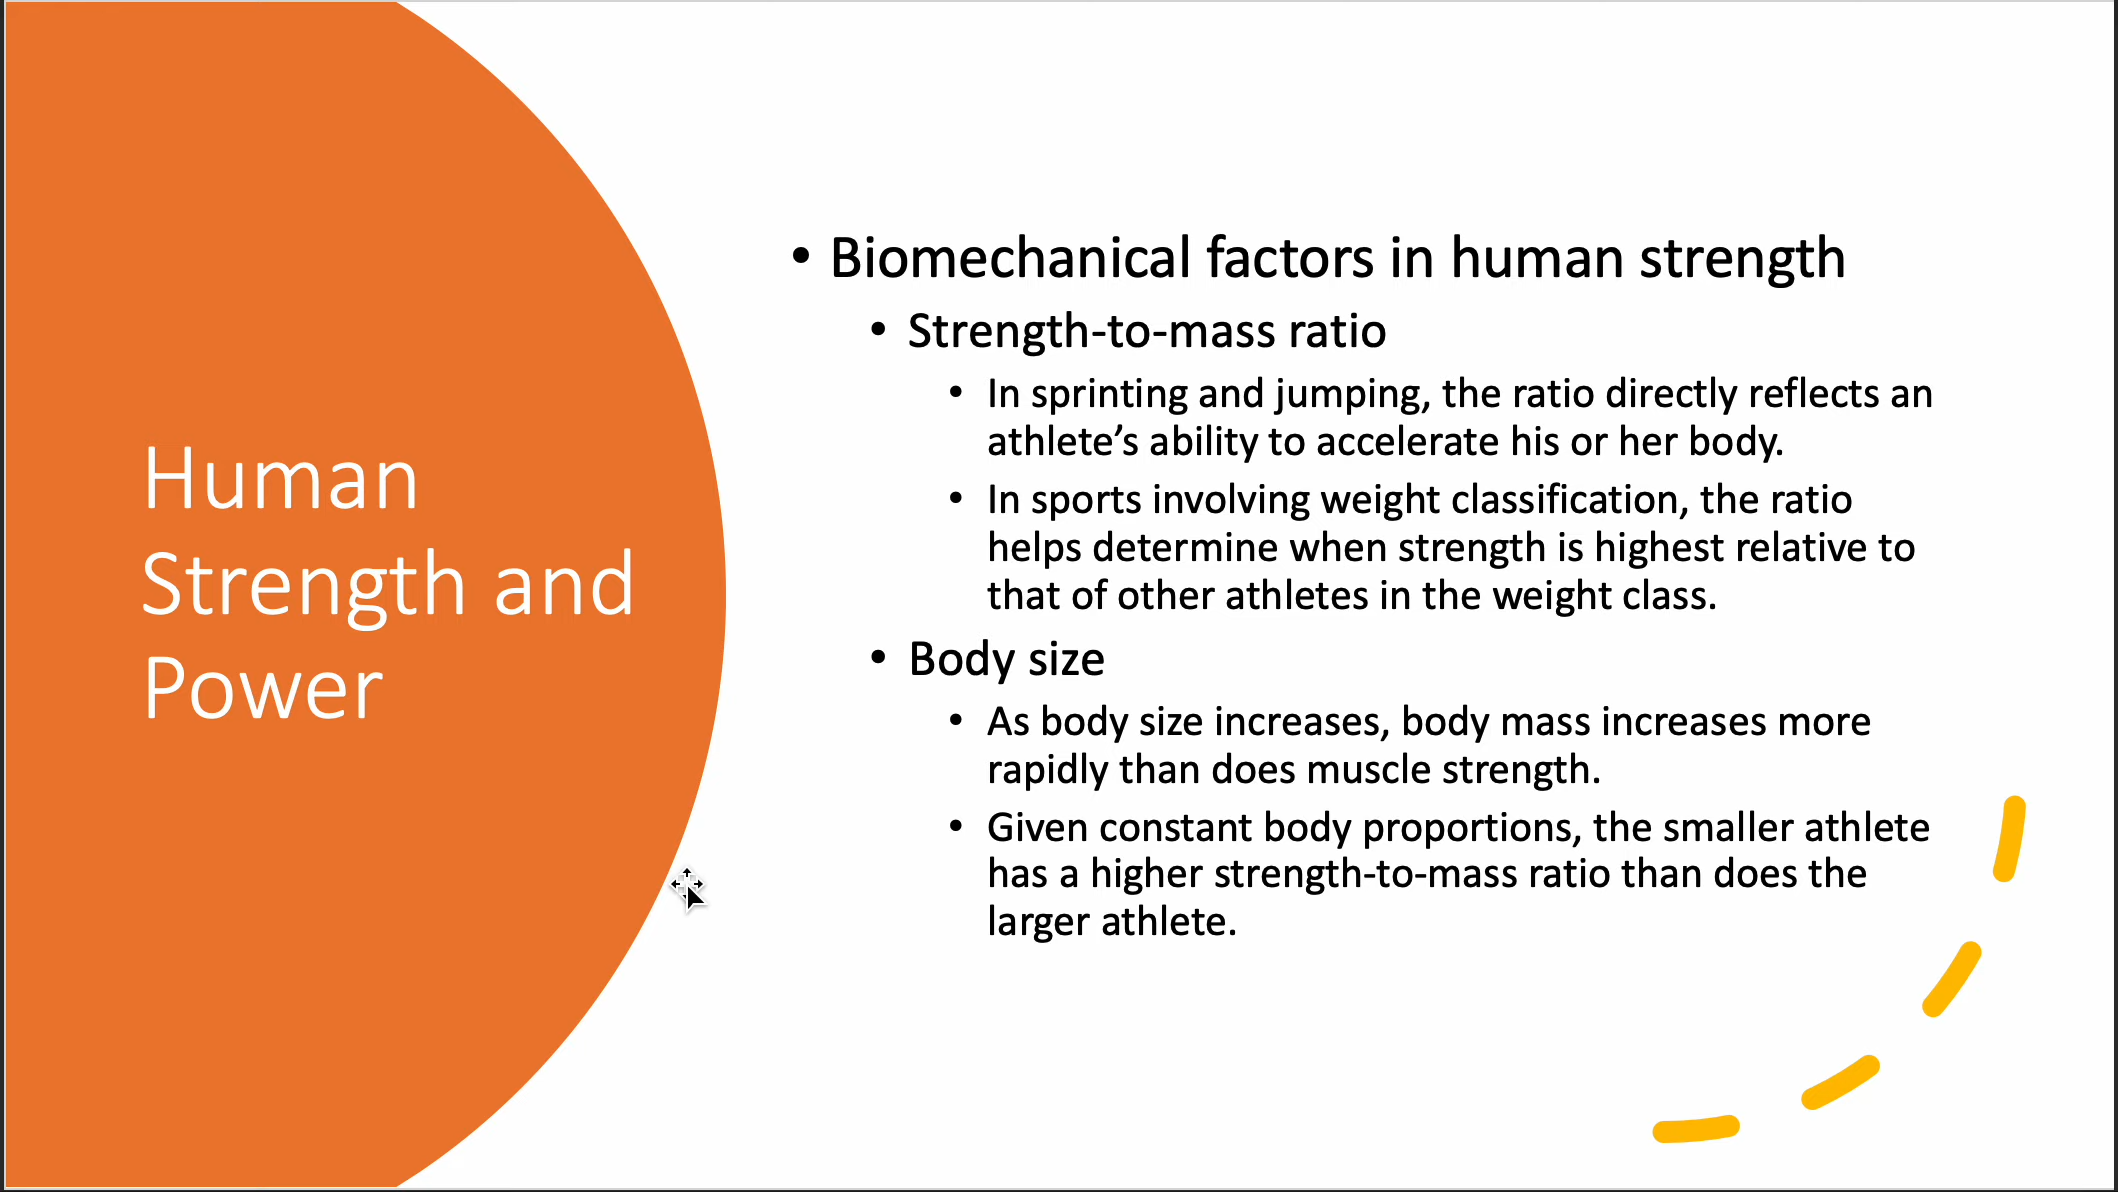 Human
Strength and
Power
• Biomechanical factors in human strength
• Strength-to-mass ratio
• In sprinting and jumping, the ratio directly reflects an
athlete’s ability to accelerate his or her body.
• In sports involving weight classification, the ratio
helps determine when strength is highest relative to
that of other athletes in the weight class.
• Body size
• As body size increases, body mass increases more
rapidly than does muscle strength.
• Given constant body proportions, the smaller athlete
has a higher strength-to-mass ratio than does the
larger athlete.